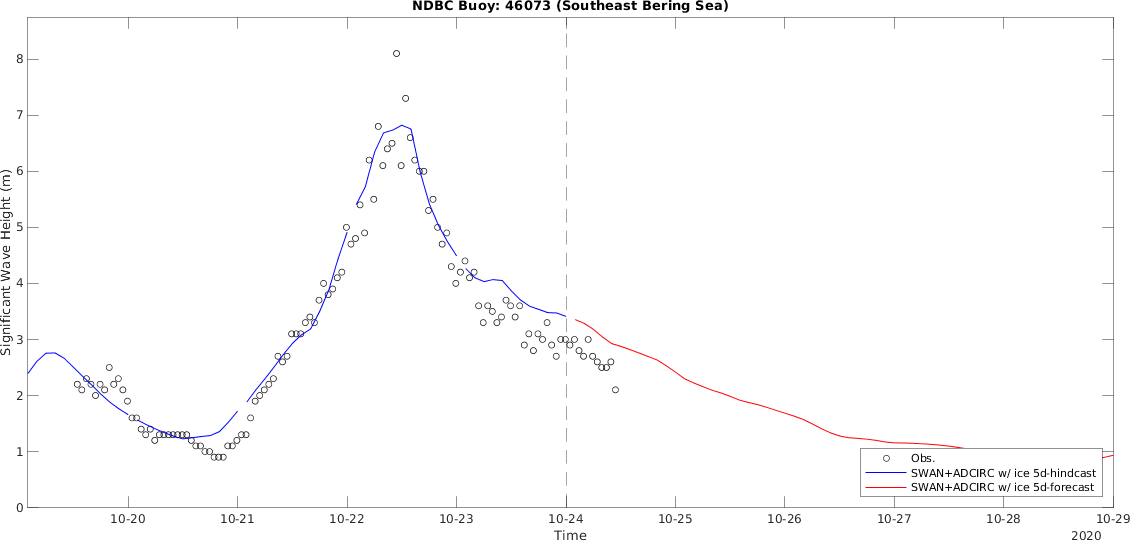 NDBC Buoy: 46073 (Southeast Bering Sea)
Significant Wave Height (m)
8
7
6
5
4
3
2
1
0
Obs.
SWAN+ADCIRC w/ ice 5d-hindcast
SWAN+ADCIRC w/ ice 5d-forecast
10-20 10-21 10-22 10-23 10-24 10-25 10-26 10-27 10-28 10-29
Time
2020